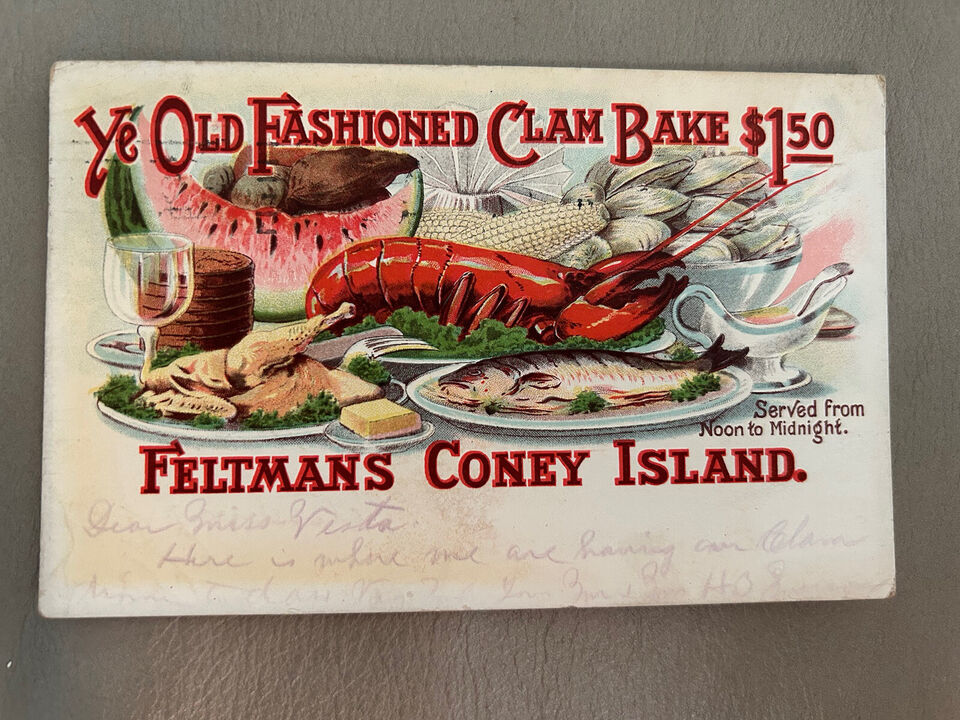 Ye Old Fashioned Clam Bake $1.50
Served from
Noon to Midnight.
Feltmans Coney Island.
Dear Miss Vista
Here is where we are having our Clam